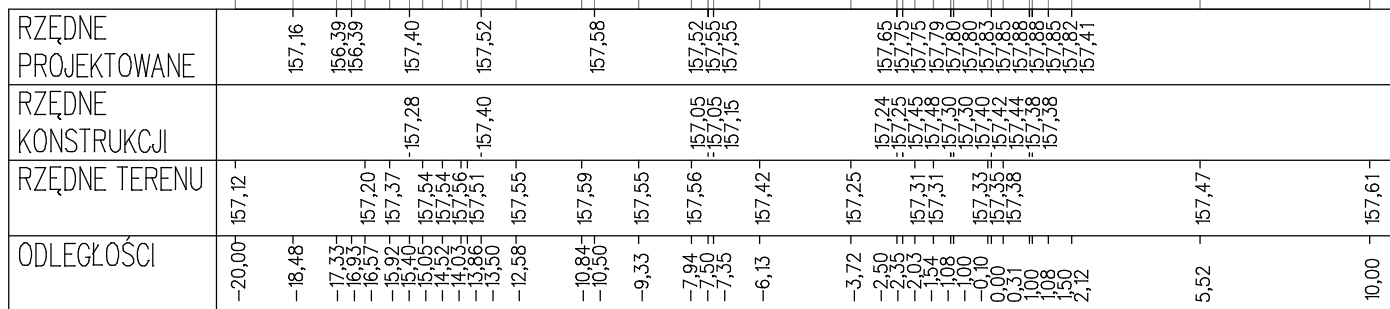 RZĘDNE
PROJEKTOWANE
157,16 156,39 156,39 157,40 157,52 157,58 157,52 157,55 157,55 157,65 157,75 157,75 157,79 157,80 157,80 157,83 157,85 157,88 157,88 157,85 157,82 157,41
RZĘDNE
KONSTRUKCJI
157,28 157,40 157,05 157,05 157,15 157,24 157,25 157,45 157,48 157,30 157,30 157,40 157,42 157,44 157,38 157,38
RZĘDNE TERENU
157,12 157,20 157,37 157,54 157,54 157,56 157,51 157,55 157,59 157,55 157,56 157,42 157,25 157,31 157,31 157,33 157,35 157,38 157,47 157,61
ODLEGŁOŚCI
-20,00 -18,48 -17,33 -16,93 -16,57 -15,92 -15,40 -15,05 -14,52 -14,03 -13,86 -13,50 -12,58 -10,84 -10,50 -9,33 -7,94 -7,50 -7,35 -6,13 -3,72 -2,50 -2,35 -2,03 -1,54 -1,08 -1,00 -0,10 0,00 0,31 1,00 1,08 1,50 2,12 5,52 10,00